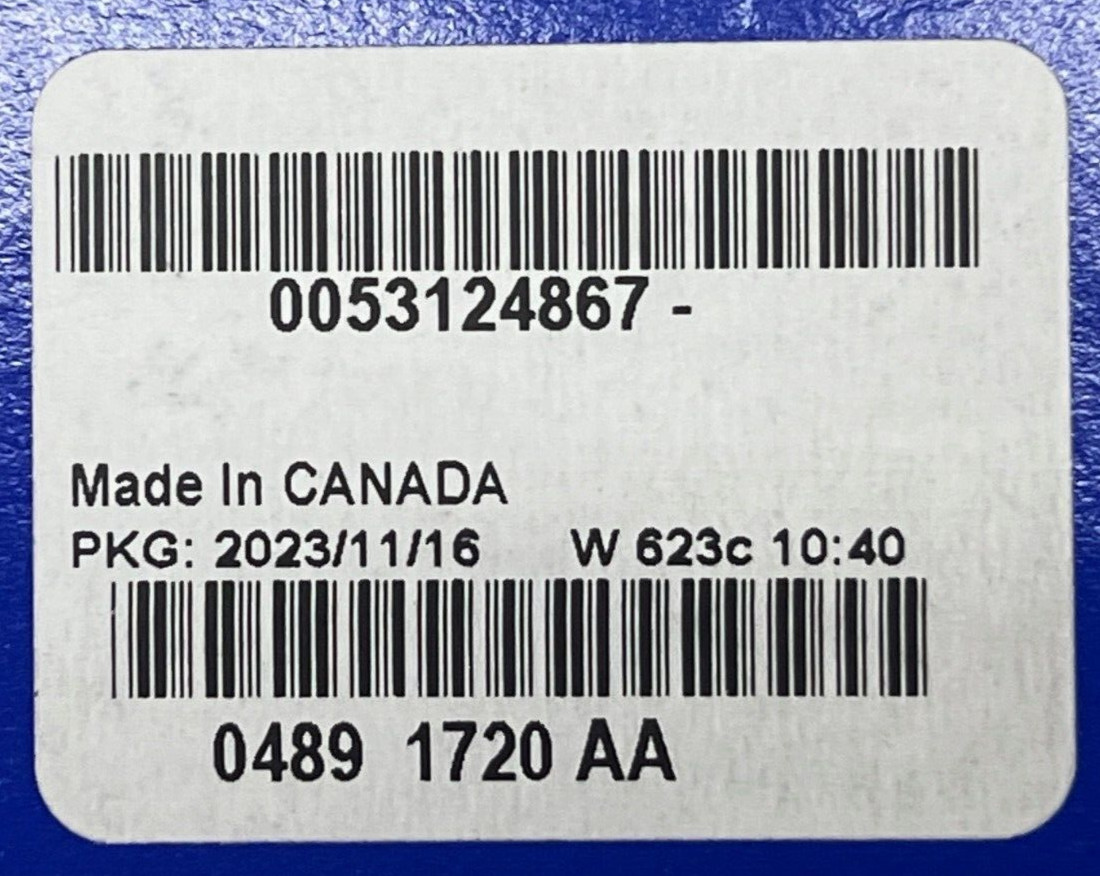 0053124867 -
Made In CANADA
PKG: 2023/11/16 W 623c 10:40
0489 1720 AA